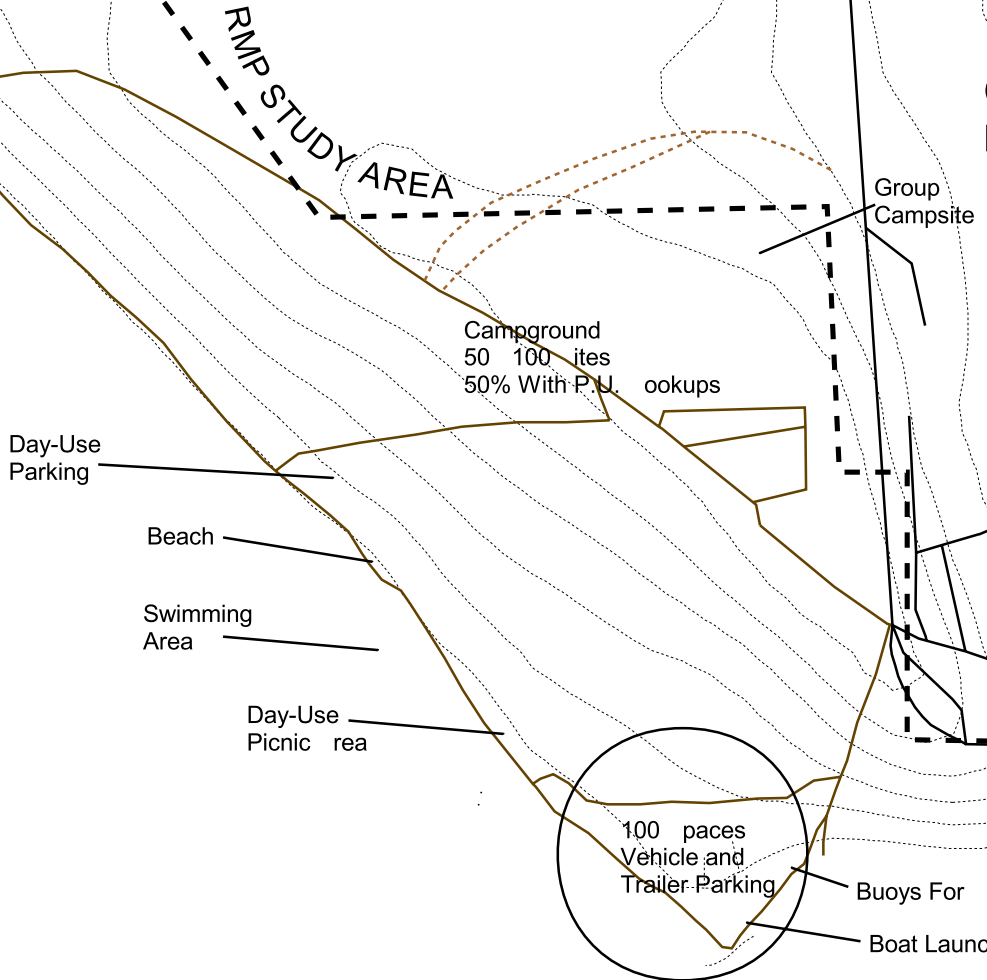 RMP STUDY AREA
Group
Campsite
Campground
50 100 ites
50% With P.U. ookups
Day-Use
Parking
Beach
Swimming
Area
Day-Use
Picnic rea
100 paces
Vehicle and
Trailer Parking
Buoys For
Boat Launc